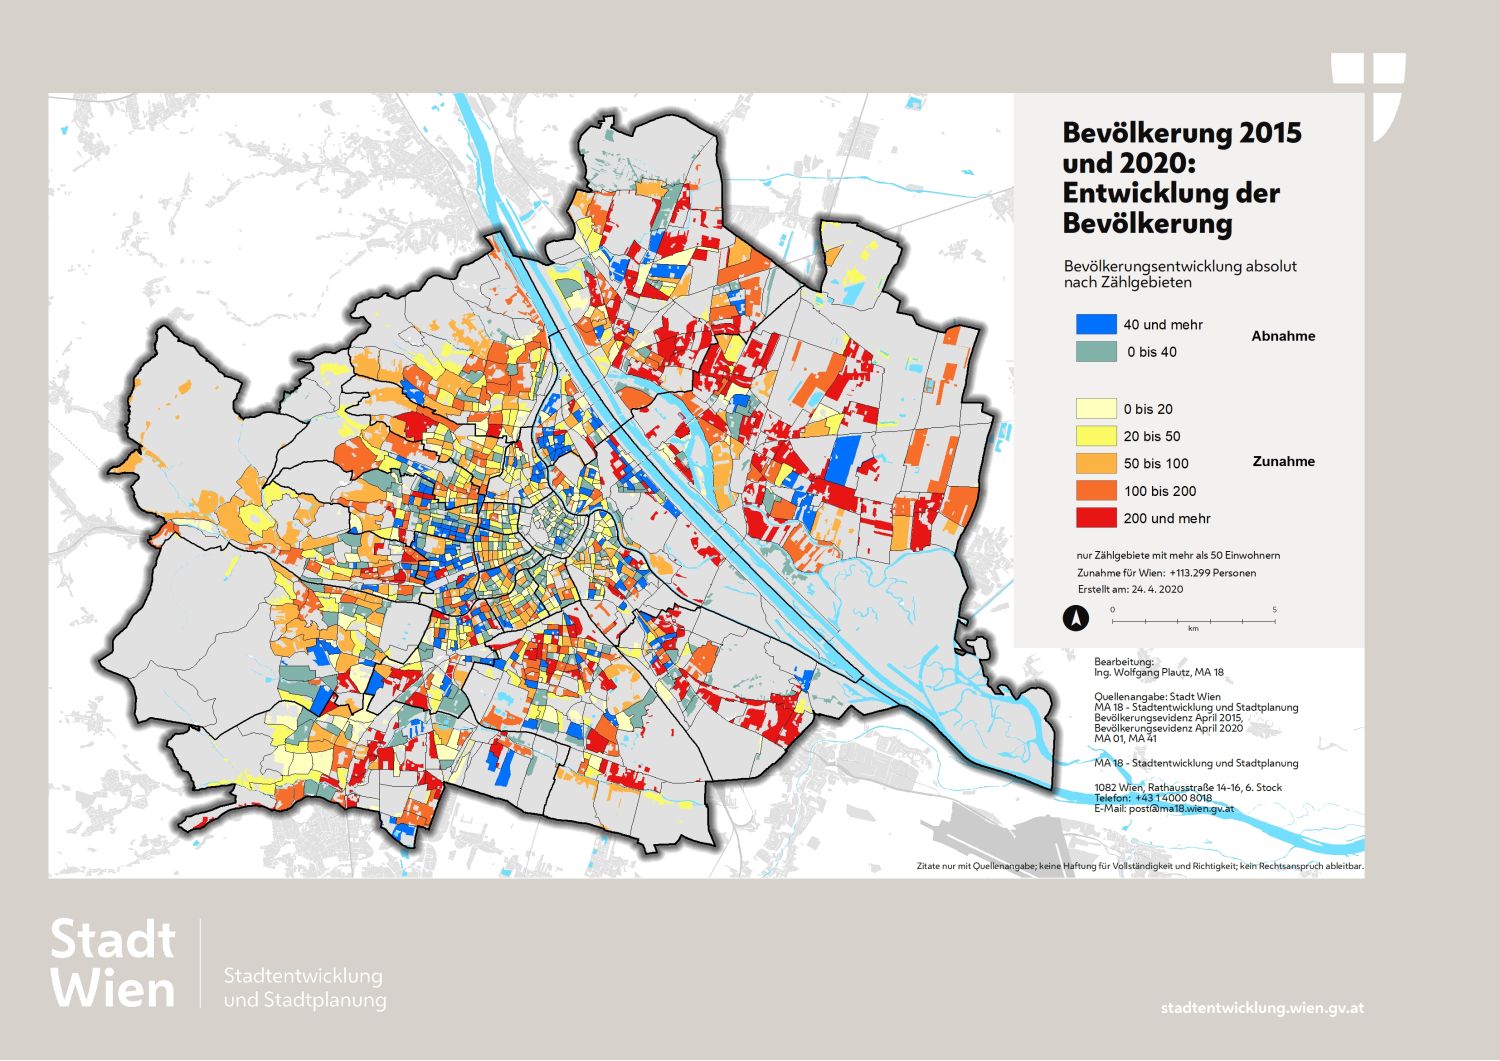 Bevölkerung 2015
und 2020:
Entwicklung der
Bevölkerung
Bevölkerungsentwicklung absolut
nach Zählgebieten
40 und mehr
Abnahme
0 bis 40
0 bis 20
20 bis 50
50 bis 100
Zunahme
100 bis 200
200 und mehr
nur Zählgebiete mit mehr als 50 Einwohnern
Zunahme für Wien: +113.299 Personen
Erstellt am: 24. 4. 2020
0 5
km
Bearbeitung:
Ing. Wolfgang Plautz, MA 18
Quellenangabe: Stadt Wien
MA 18 - Stadtentwicklung und Stadtplanung
Bevölkerungsevidenz April 2015,
Bevölkerungsevidenz April 2020
MA 01, MA 41
MA 18 - Stadtentwicklung und Stadtplanung
1082 Wien, Rathausstraße 14-16, 6. Stock
Telefon: +43 1 4000 8018
E-Mail: post@ma18.wien.gv.at
Zitate nur mit Quellenangabe; keine Haftung für Vollständigkeit und Richtigkeit; kein Rechtsanspruch ableitbar.
Stadt
Wien
Stadtentwicklung
und Stadtplanung
stadtentwicklung.wien.gv.at